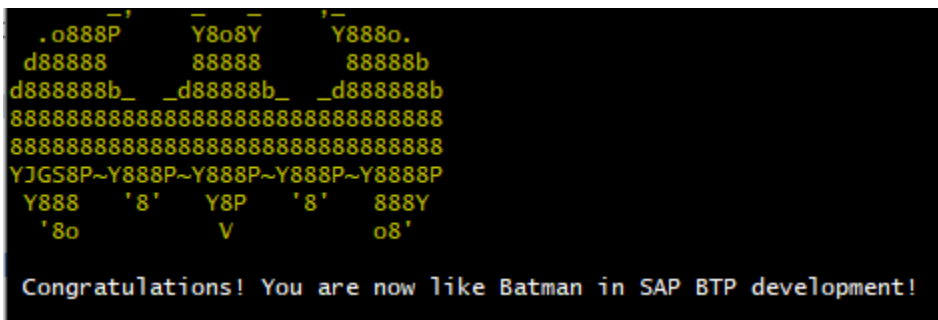 _,    _   _    ,_
  .o888P     Y8o8Y     Y888o.
 d88888      88888      88888b
d888888b_  _d88888b_  _d888888b
8888888888888888888888888888888
8888888888888888888888888888888
YJGS8P~Y888P~Y888P~Y888P~Y8888P
 Y888   '8'   Y8P   '8'   888Y
  '8o          V          o8'
Congratulations! You are now like Batman in SAP BTP development!